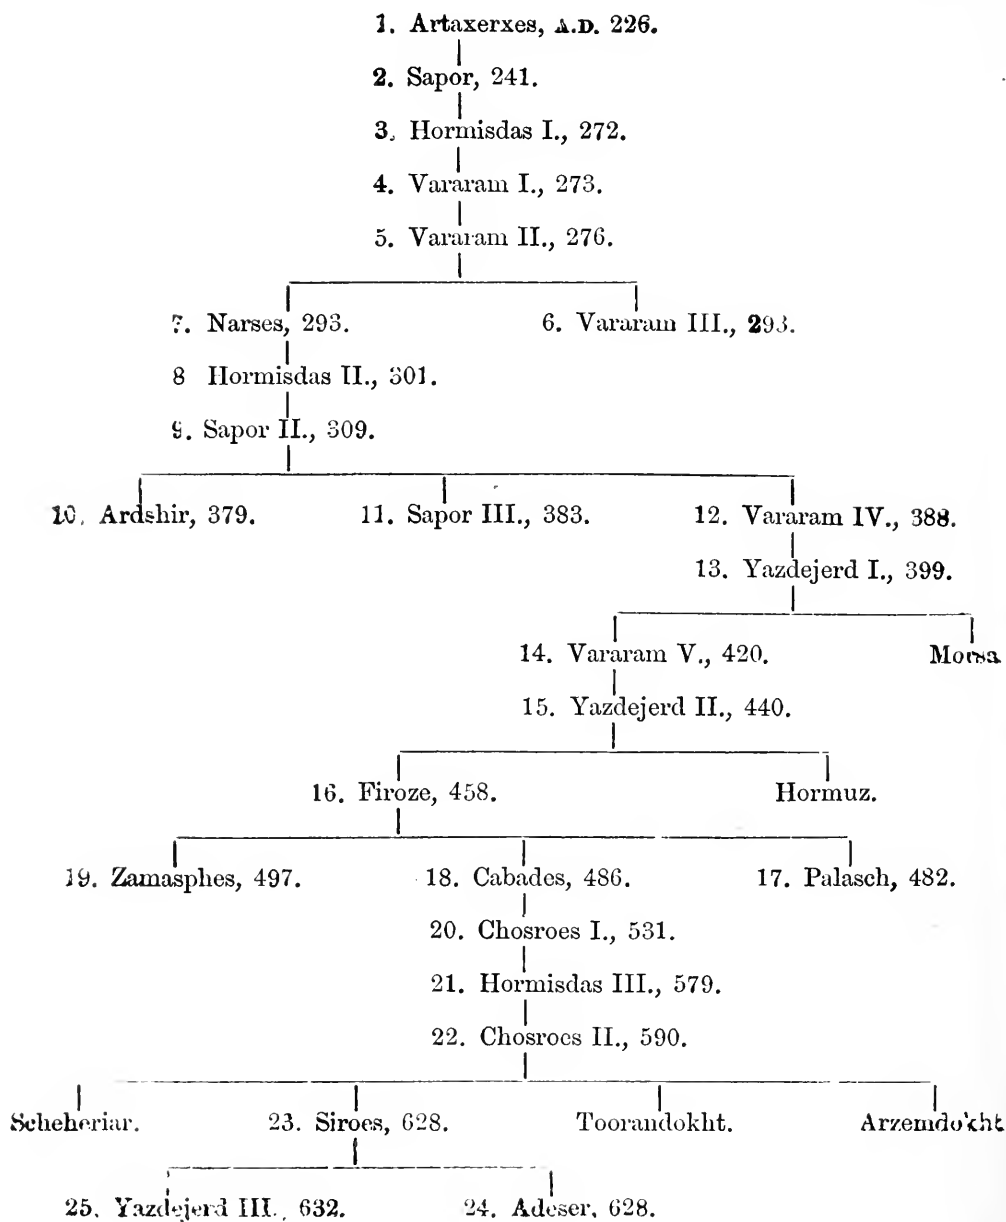 1. Artaxerxes, A.D. 226.
2. Sapor, 241.
3. Hormisdas I., 272.
4. Vararam I., 273.
5. Vararam II., 276.
7. Narses, 293. 6. Vararam III., 293.
8 Hormisdas II., 301.
9. Sapor II., 309.
10. Ardshir, 379. 11. Sapor III., 383. 12. Vararam IV., 388.
13. Yazdejerd I., 399.
14. Vararam V., 420. Morsa
15. Yazdejerd II., 440.
16. Firoze, 458. Hormuz.
19. Zamasphes, 497. 18. Cabades, 486. 17. Palasch, 482.
20. Chosroes I., 531.
21. Hormisdas III., 579.
22. Chosroes II., 590.
Scheheriar. 23. Siroes, 628. Toorandokht. Arzemdokht
25. Yazdejerd III., 632. 24. Adeser, 628.